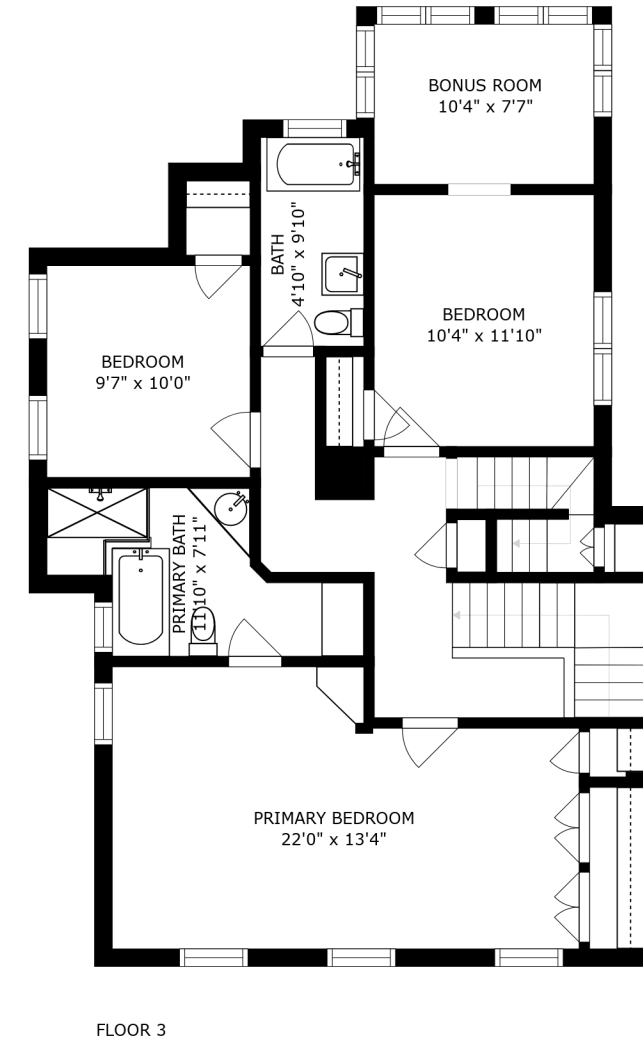 BONUS ROOM
10'4" x 7'7"
BATH
4'10" x 9'10"
BEDROOM
10'4" x 11'10"
BEDROOM
9'7" x 10'0"
PRIMARY BATH
11'10" x 7'11"
PRIMARY BEDROOM
22'0" x 13'4"
FLOOR 3